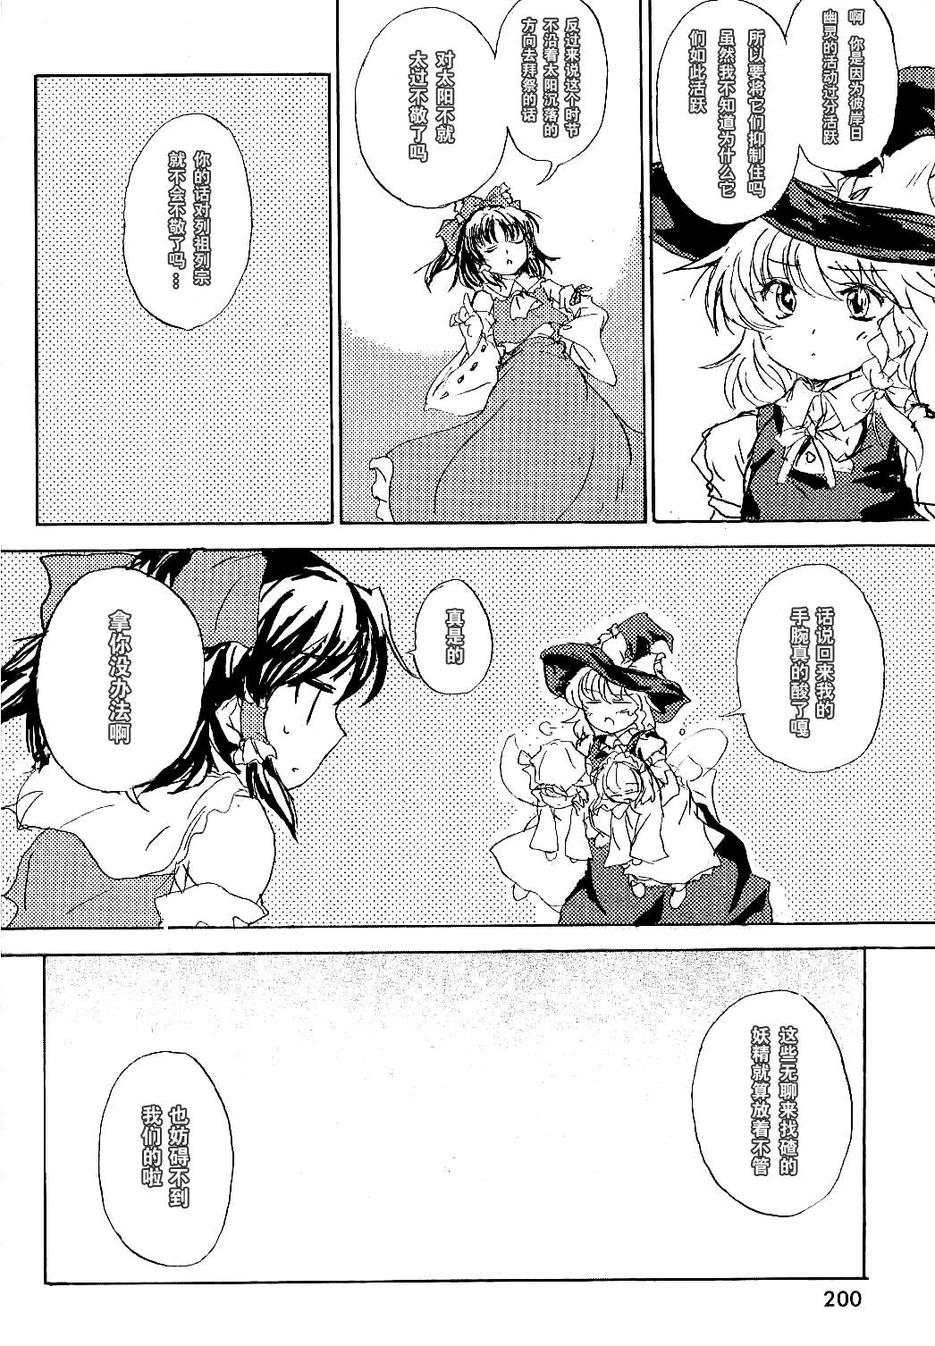 啊　你是因为彼岸日
幽灵的活动过分活跃
所以要将它们抑制住吗
虽然我不知道为什么它
们如此活跃
反过来说这个时节
不沿着太阳沉落的
方向去拜祭的话
对太阳不就
太过不敬了吗
你的话对列祖列宗
就不会不敬了吗…
话说回来我的
手腕真的酸了嘎
真是的
拿你没办法啊
这些无聊来找碴的
妖精就算放着不管
也妨碍不到
我们的啦
200